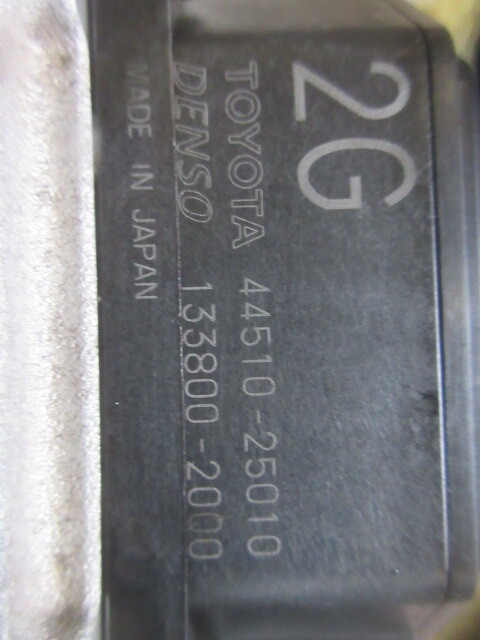 2G
TOYOTA 44510-25010
DENSO 133800-2000
MADE IN JAPAN